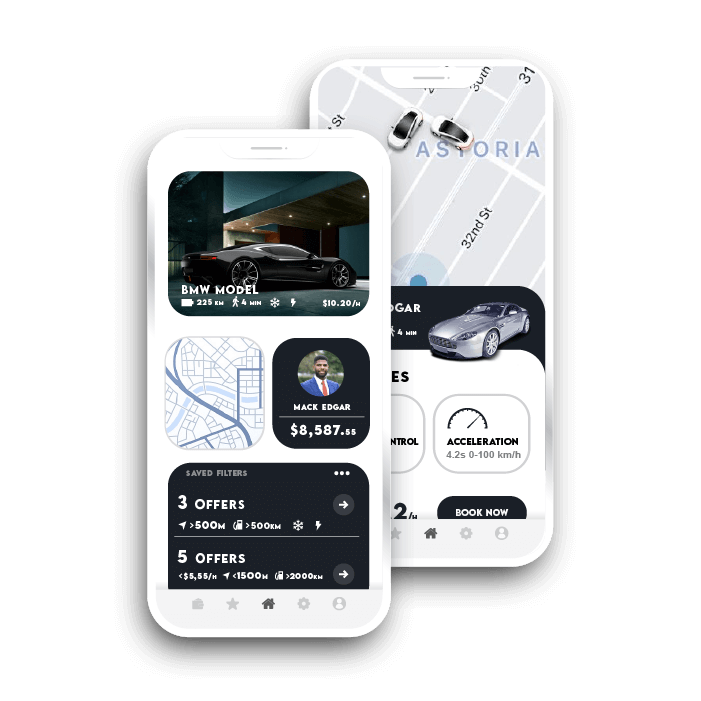 BMW MODEL
225 KM 4 MIN $10.20/H
MACK EDGAR
$8,587.55
SAVED FILTERS
3 OFFERS
>500M >500KM
5 OFFERS
<$5,55/H <1500M >2000KM
30th
31
St
ASTORIA
32nd St
DGAR
4 MIN
ES
NTROL
ACCELERATION
4.2s 0-100 km/h
2/H
BOOK NOW